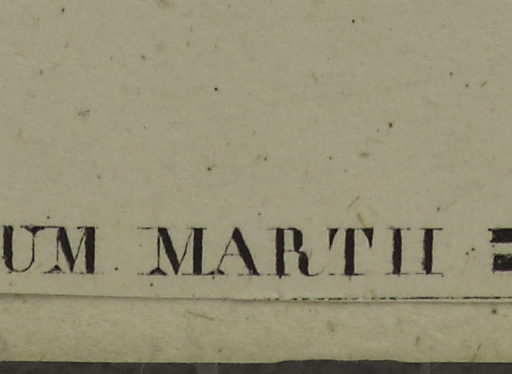 UM MARTII =